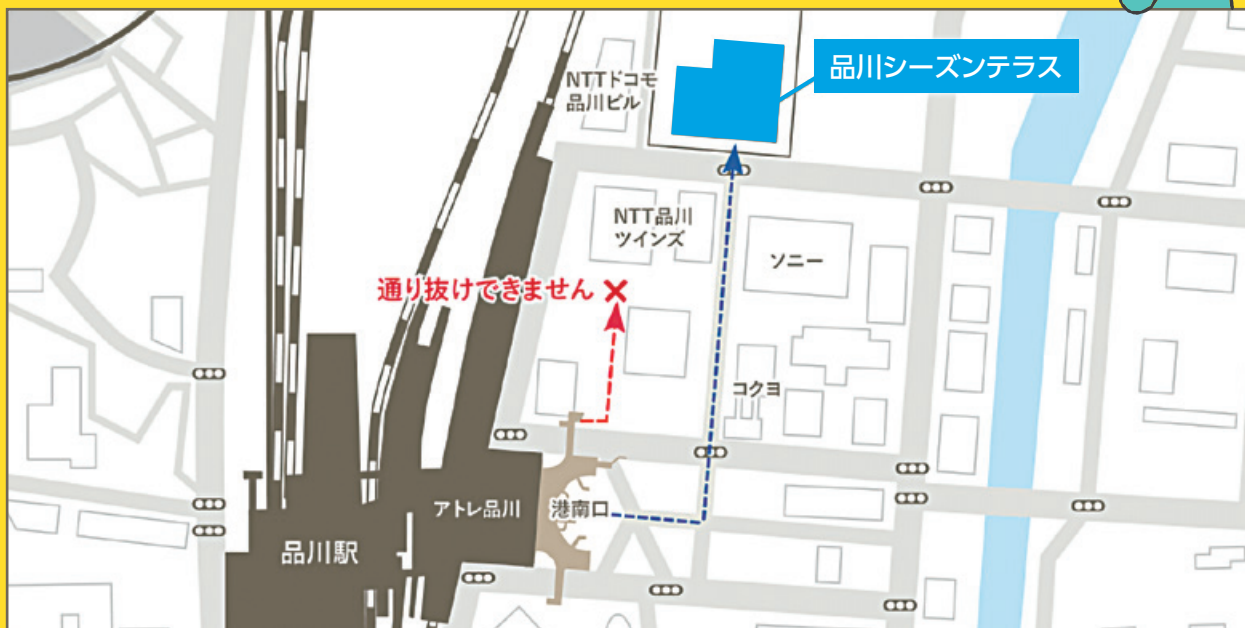 NTTドコモ
品川ビル
品川シーズンテラス
NTT品川
ツインズ
ソニー
通り抜けできません
コクヨ
アトレ品川
港南口
品川駅